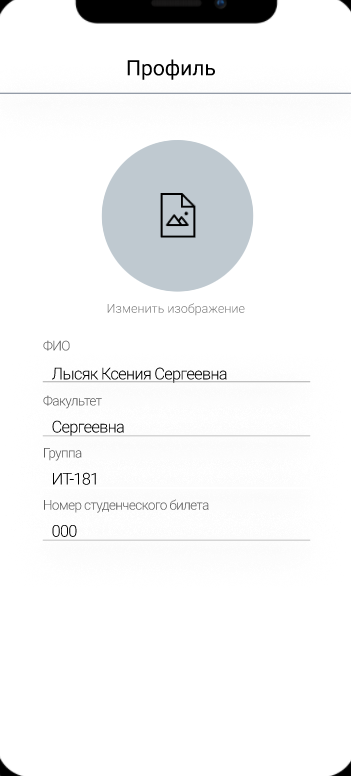 Профиль
Изменить изображение
ФИО
Лысяк Ксения Сергеевна
Факультет
Сергеевна
Группа
ИТ-181
Номер студенческого билета
000